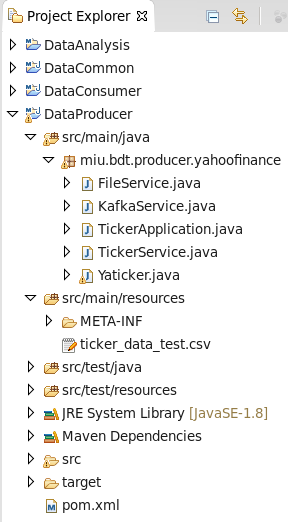 Project Explorer
DataAnalysis
DataCommon
DataConsumer
DataProducer
src/main/java
miu.bdt.producer.yahoofinance
FileService.java
KafkaService.java
TickerApplication.java
TickerService.java
Yaticker.java
src/main/resources
META-INF
ticker_data_test.csv
src/test/java
src/test/resources
JRE System Library [JavaSE-1.8]
Maven Dependencies
src
target
pom.xml